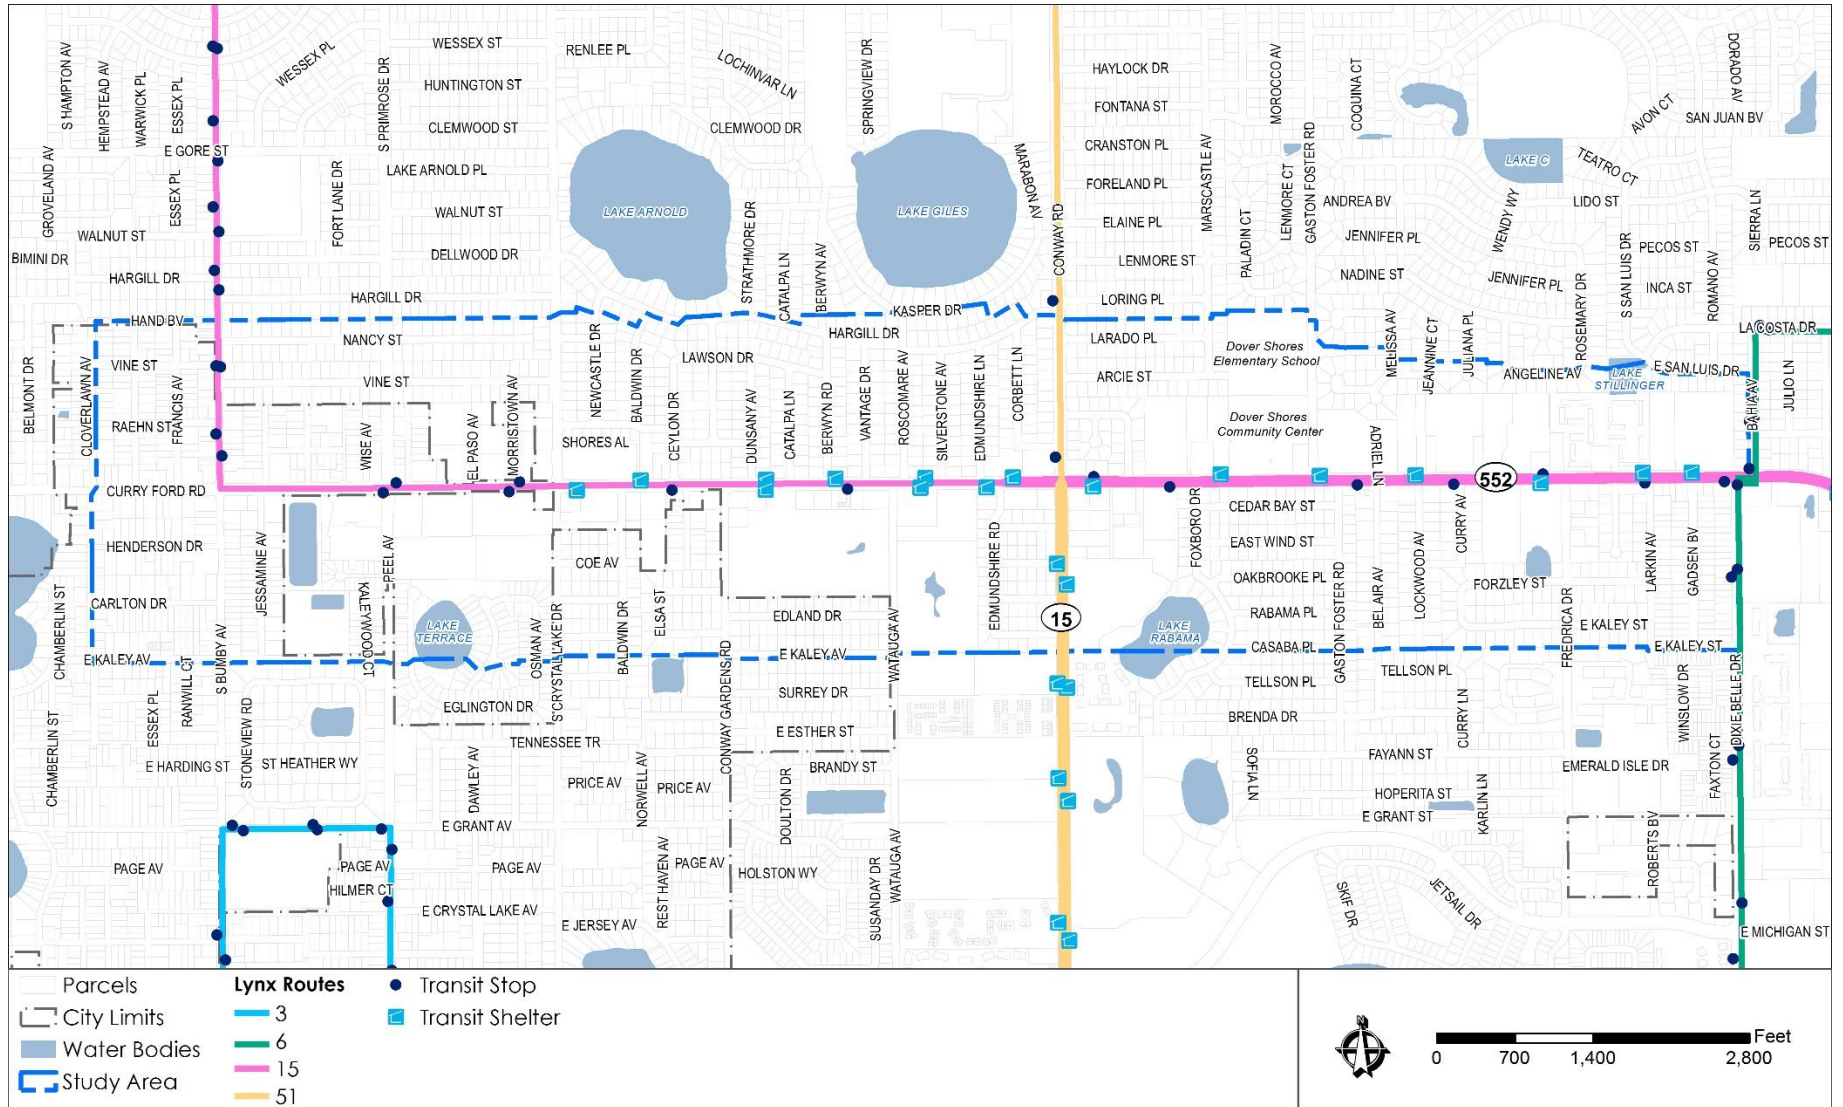 S HAMPTON AV
HEMPSTEAD AV
WARWICK PL
ESSEX PL
WESSEX PL
S PRIMROSE DR
WESSEX ST
HUNTINGTON ST
CLEMWOOD ST
RENLEE PL
LOCHINVAR LN
CLEMWOOD DR
SPRINGVIEW DR
HAYLOCK DR
FONTANA ST
CRANSTON PL
FORELAND PL
ELAINE PL
LENMORE ST
LORING PL
LARADO PL
ARCIE ST
MOROCCO AV
COQUINA CT
DORADO AV
AVON CT
SAN JUAN BV
E GORE ST
GROVELAND AV
ESSEX PL
FORT LANE DR
LAKE ARNOLD PL
WALNUT ST
DELLWOOD DR
LAKE ARNOLD
LAKE GILES
MARABON AV
CONWAY RD
MARSCASTLE AV
PALADIN CT
LENMORE CT
GASTON FOSTER RD
LAKE C
TEATRO CT
ANDREA BV
JENNIFER PL
NADINE ST
WENDY WY
LIDO ST
JENNIFER PL
SIERRA LN
PECOS ST
PECOS ST
S SAN LUIS DR
INCA ST
ROMANO AV
WALNUT ST
BIMINI DR
HARGILL DR
HARGILL DR
STRATHMORE DR
CATALPA LN
BERWYN AV
KASPER DR
HARGILL DR
HAND BV
NANCY ST
VINE ST
VINE ST
BELMONT DR
CLOVERLAWN AV
FRANCIS AV
RAEHN ST
WISE AV
EL PASO AV
MORRISTOWN AV
NEWCASTLE DR
BALDWIN DR
SHORES AL
CEYLON DR
LAWSON DR
DUNSANY AV
CATALPA LN
BERWYN RD
VANTAGE DR
ROSCOMARE AV
SILVERSTONE AV
EDMUNDSHIRE LN
CORBETT LN
Dover Shores
Elementary School
Dover Shores
Community Center
MELISSA AV
JEANNINE CT
JULIANA PL
ROSEMARY DR
ANGELINE AV
LAKE
STILLINGER
E SAN LUIS DR
LA COSTA DR
BAHIA AV
JULIO LN
ADRIEL LN
552
CURRY FORD RD
HENDERSON DR
CARLTON DR
CHAMBERLIN ST
E KALEY AV
JESSAMINE AV
S BUMBY AV
RANWILL CT
KALEYWOOD CT
PEEL AV
LAKE
TERRACE
OSMAN AV
S CRYSTAL LAKE DR
COE AV
BALDWIN DR
ELSA ST
CONWAY GARDENS RD
EDLAND DR
E KALEY AV
WATAUGA AV
EDMUNDSHIRE RD
15
LAKE
RABAMA
FOXBORO DR
CEDAR BAY ST
EAST WIND ST
OAKBROOKE PL
RABAMA PL
CASABA PL
TELLSON PL
BRENDA DR
GASTON FOSTER RD
BEL AIR AV
LOCKWOOD AV
CURRY AV
FORZLEY ST
FREDRICA DR
LARKIN AV
GADSEN BV
E KALEY ST
E KALEY ST
TELLSON PL
CURRY LN
WINSLOW DR
DIXIE BELLE DR
CHAMBERLIN ST
ESSEX PL
STONEVIEW RD
E HARDING ST
ST HEATHER WY
EGLINGTON DR
TENNESSEE TR
DAWLEY AV
PRICE AV
NORWELL AV
PRICE AV
SURREY DR
E ESTHER ST
BRANDY ST
DOULTON DR
SOFIA LN
FAYANN ST
HOPERITA ST
E GRANT ST
KARLIN LN
EMERALD ISLE DR
FAXTON CT
ROBERTS BV
E GRANT AV
PAGE AV
PAGE AV
HILMER CT
PAGE AV
E CRYSTAL LAKE AV
E JERSEY AV
REST HAVEN AV
PAGE AV
HOLSTON WY
SUSANDAY DR
WATAUGA AV
SKIF DR
JETSAIL DR
E MICHIGAN ST
Parcels
City Limits
Water Bodies
Study Area
Lynx Routes
3
6
15
51
Transit Stop
Transit Shelter
N
Feet
0 700 1,400 2,800